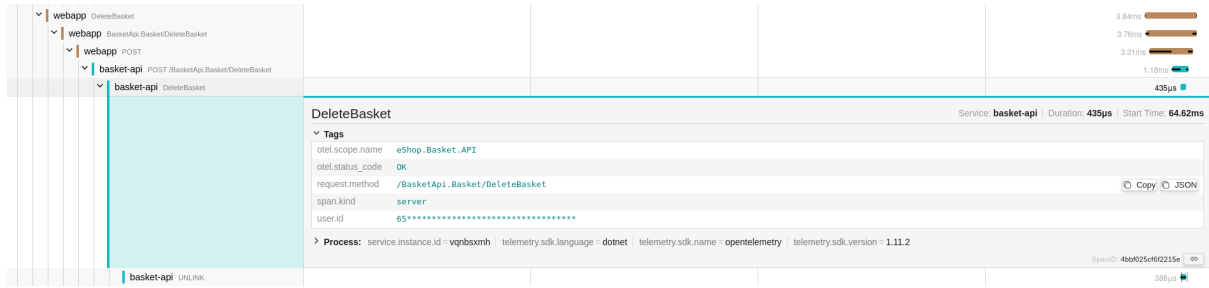 webapp DeleteBasket 3.84ms
webapp BasketApi.Basket/DeleteBasket 3.76ms
webapp POST 3.21ms
basket-api POST /BasketApi.Basket/DeleteBasket 1.18ms
basket-api DeleteBasket 435μs
DeleteBasket Service: basket-api Duration: 435μs Start Time: 64.62ms
Tags
otel.scope.name eShop.Basket.API
otel.status_code OK
request.method /BasketApi.Basket/DeleteBasket Copy JSON
span.kind server
user.id 65**********************************
Process: service.instance.id = vqnbsxmh telemetry.sdk.language = dotnet telemetry.sdk.name = opentelemetry telemetry.sdk.version = 1.11.2
SpanID: 4bbf025cf6f2215e
basket-api UNLINK 388μs